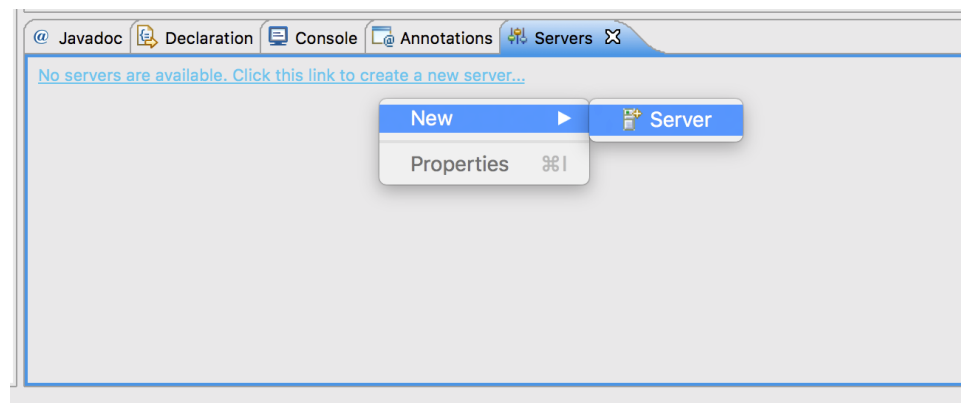 @ Javadoc Declaration Console Annotations Servers
No servers are available. Click this link to create a new server...
New Server
Properties ⌘I